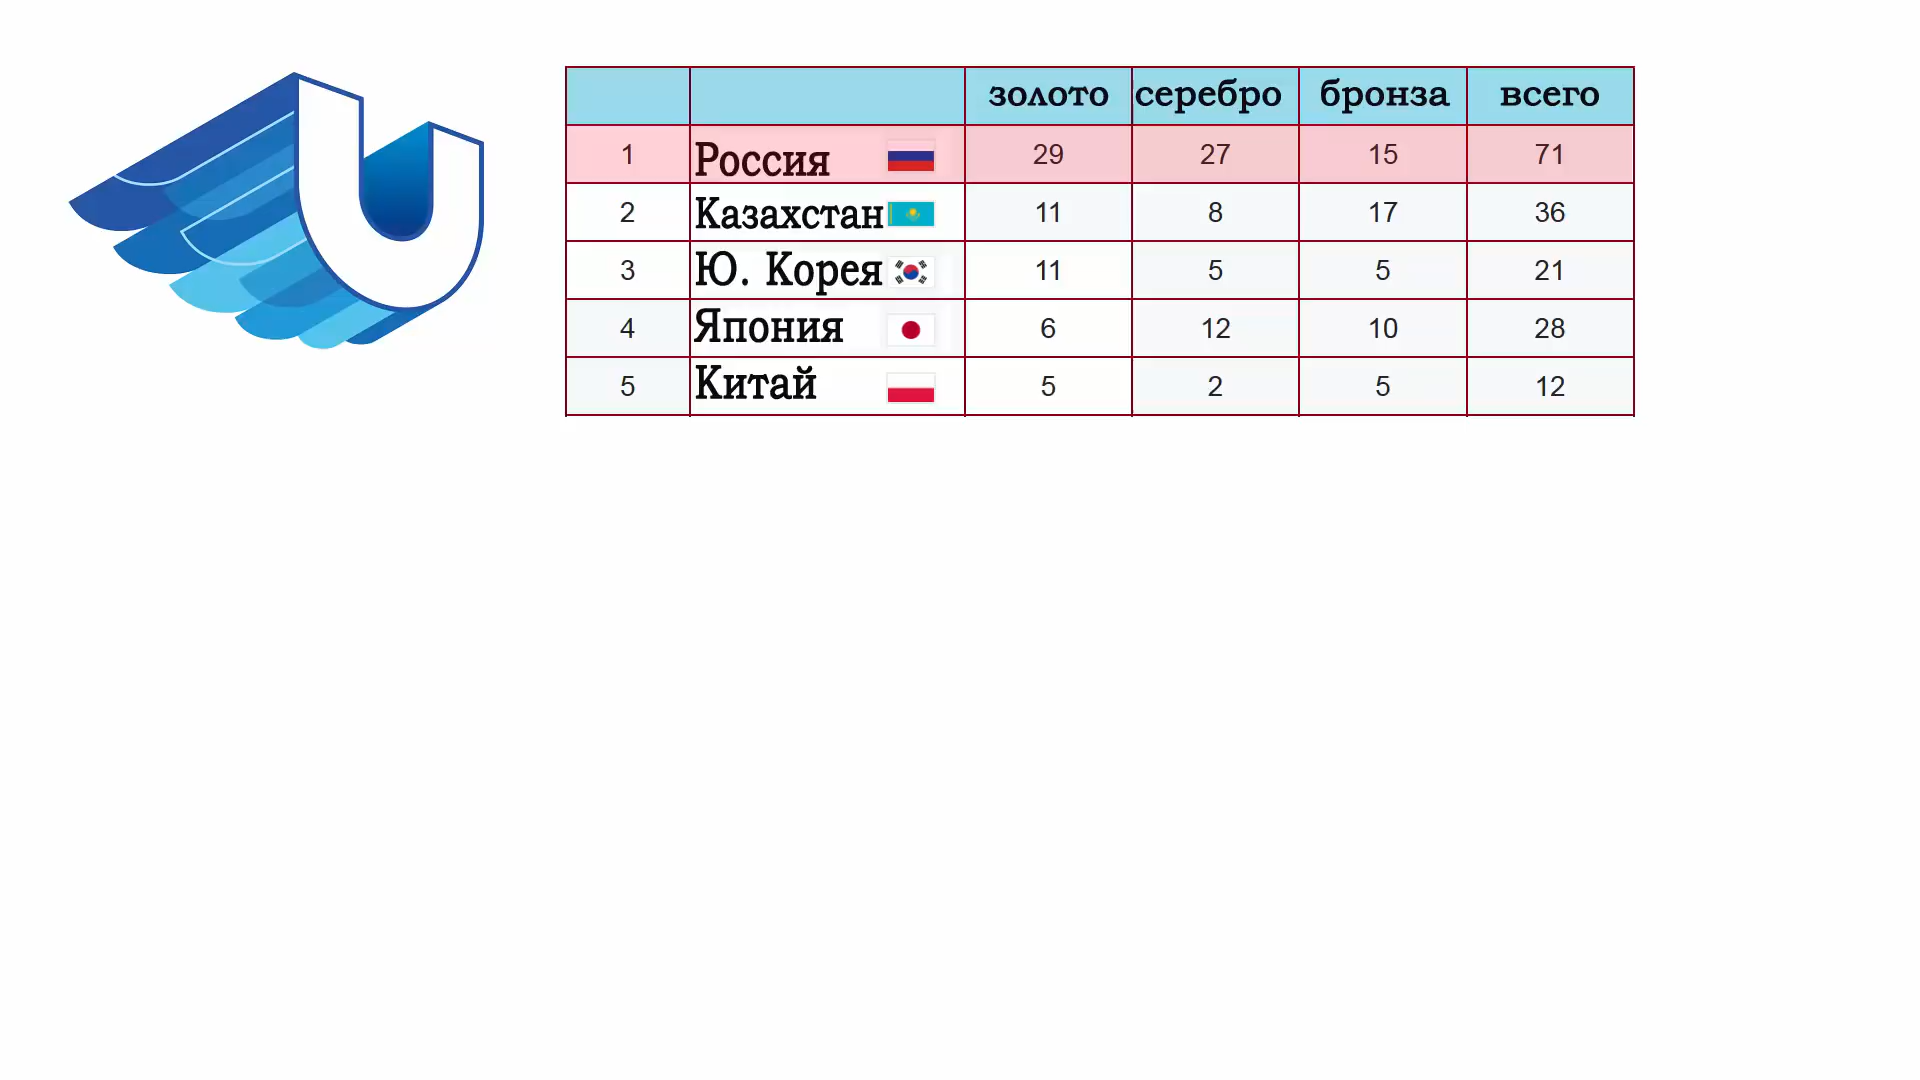 золото серебро бронза всего
1 Россия 29 27 15 71
2 Казахстан 11 8 17 36
3 Ю. Корея 11 5 5 21
4 Япония 6 12 10 28
5 Китай 5 2 5 12